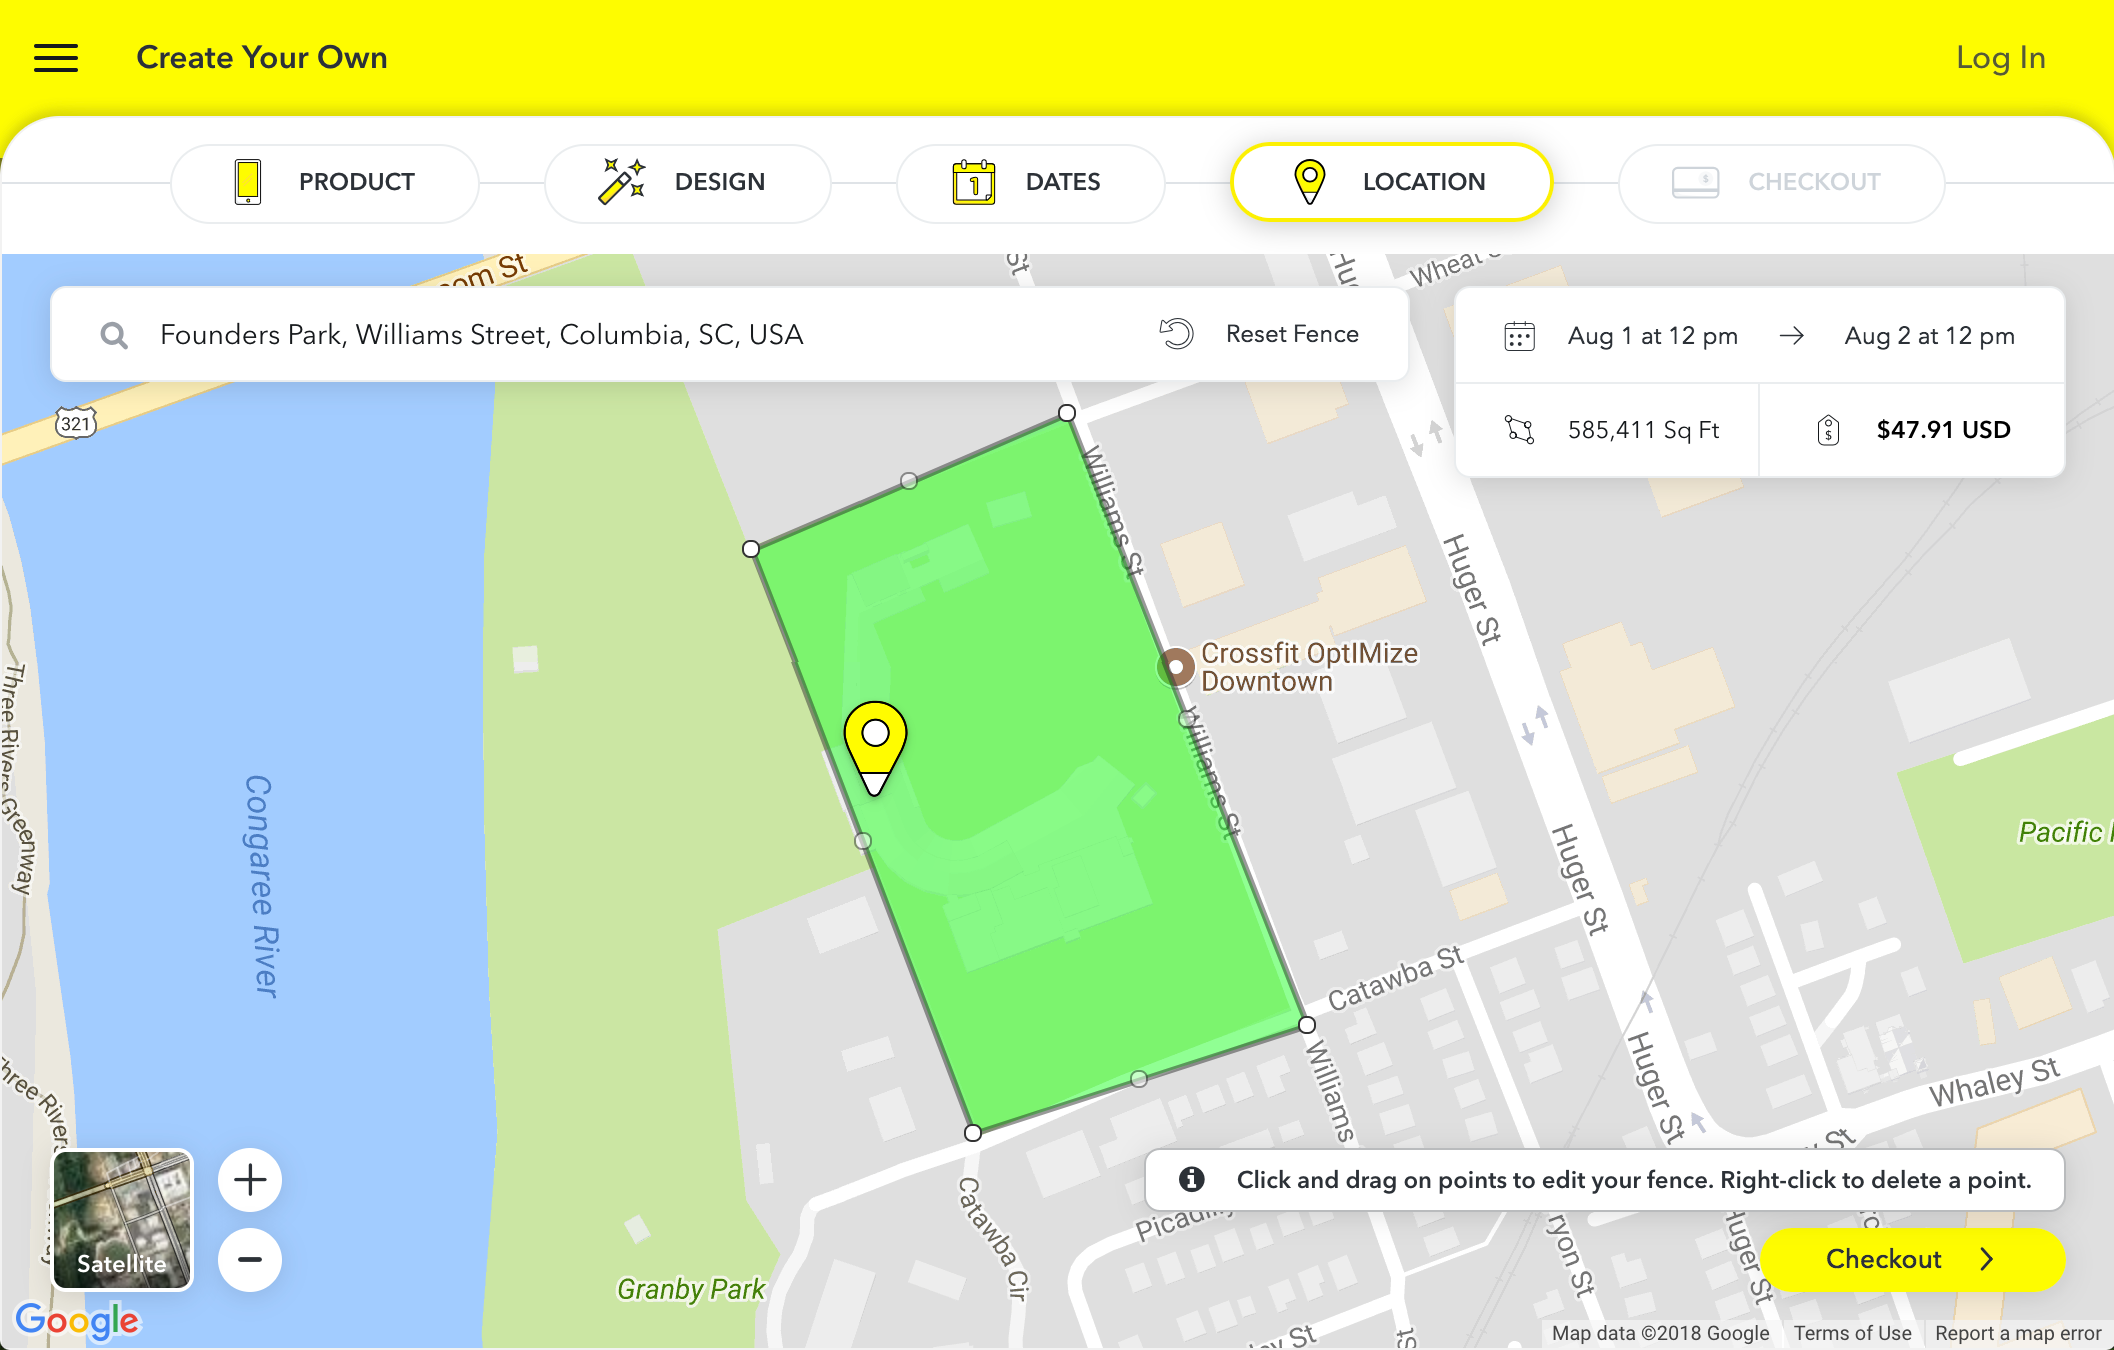 Create Your Own
Log In
PRODUCT
DESIGN
1
DATES
LOCATION
$
CHECKOUT
St
Wheat
Founders Park, Williams Street, Columbia, SC, USA
Reset Fence
Aug 1 at 12 pm
Aug 2 at 12 pm
321
585,411 Sq Ft
$
$47.91 USD
Williams St
Huger St
Crossfit OptIMize
Downtown
Three Rivers Greenway
Williams St
Congaree River
Huger St
Pacific
Catawba St
Williams
Huger St
Whaley St
Three Rivers
Click and drag on points to edit your fence. Right-click to delete a point.
Catawba Cir
Huger St
Satellite
Checkout
Granby Park
Google
St
Map data ©2018 Google
Terms of Use
Report a map error